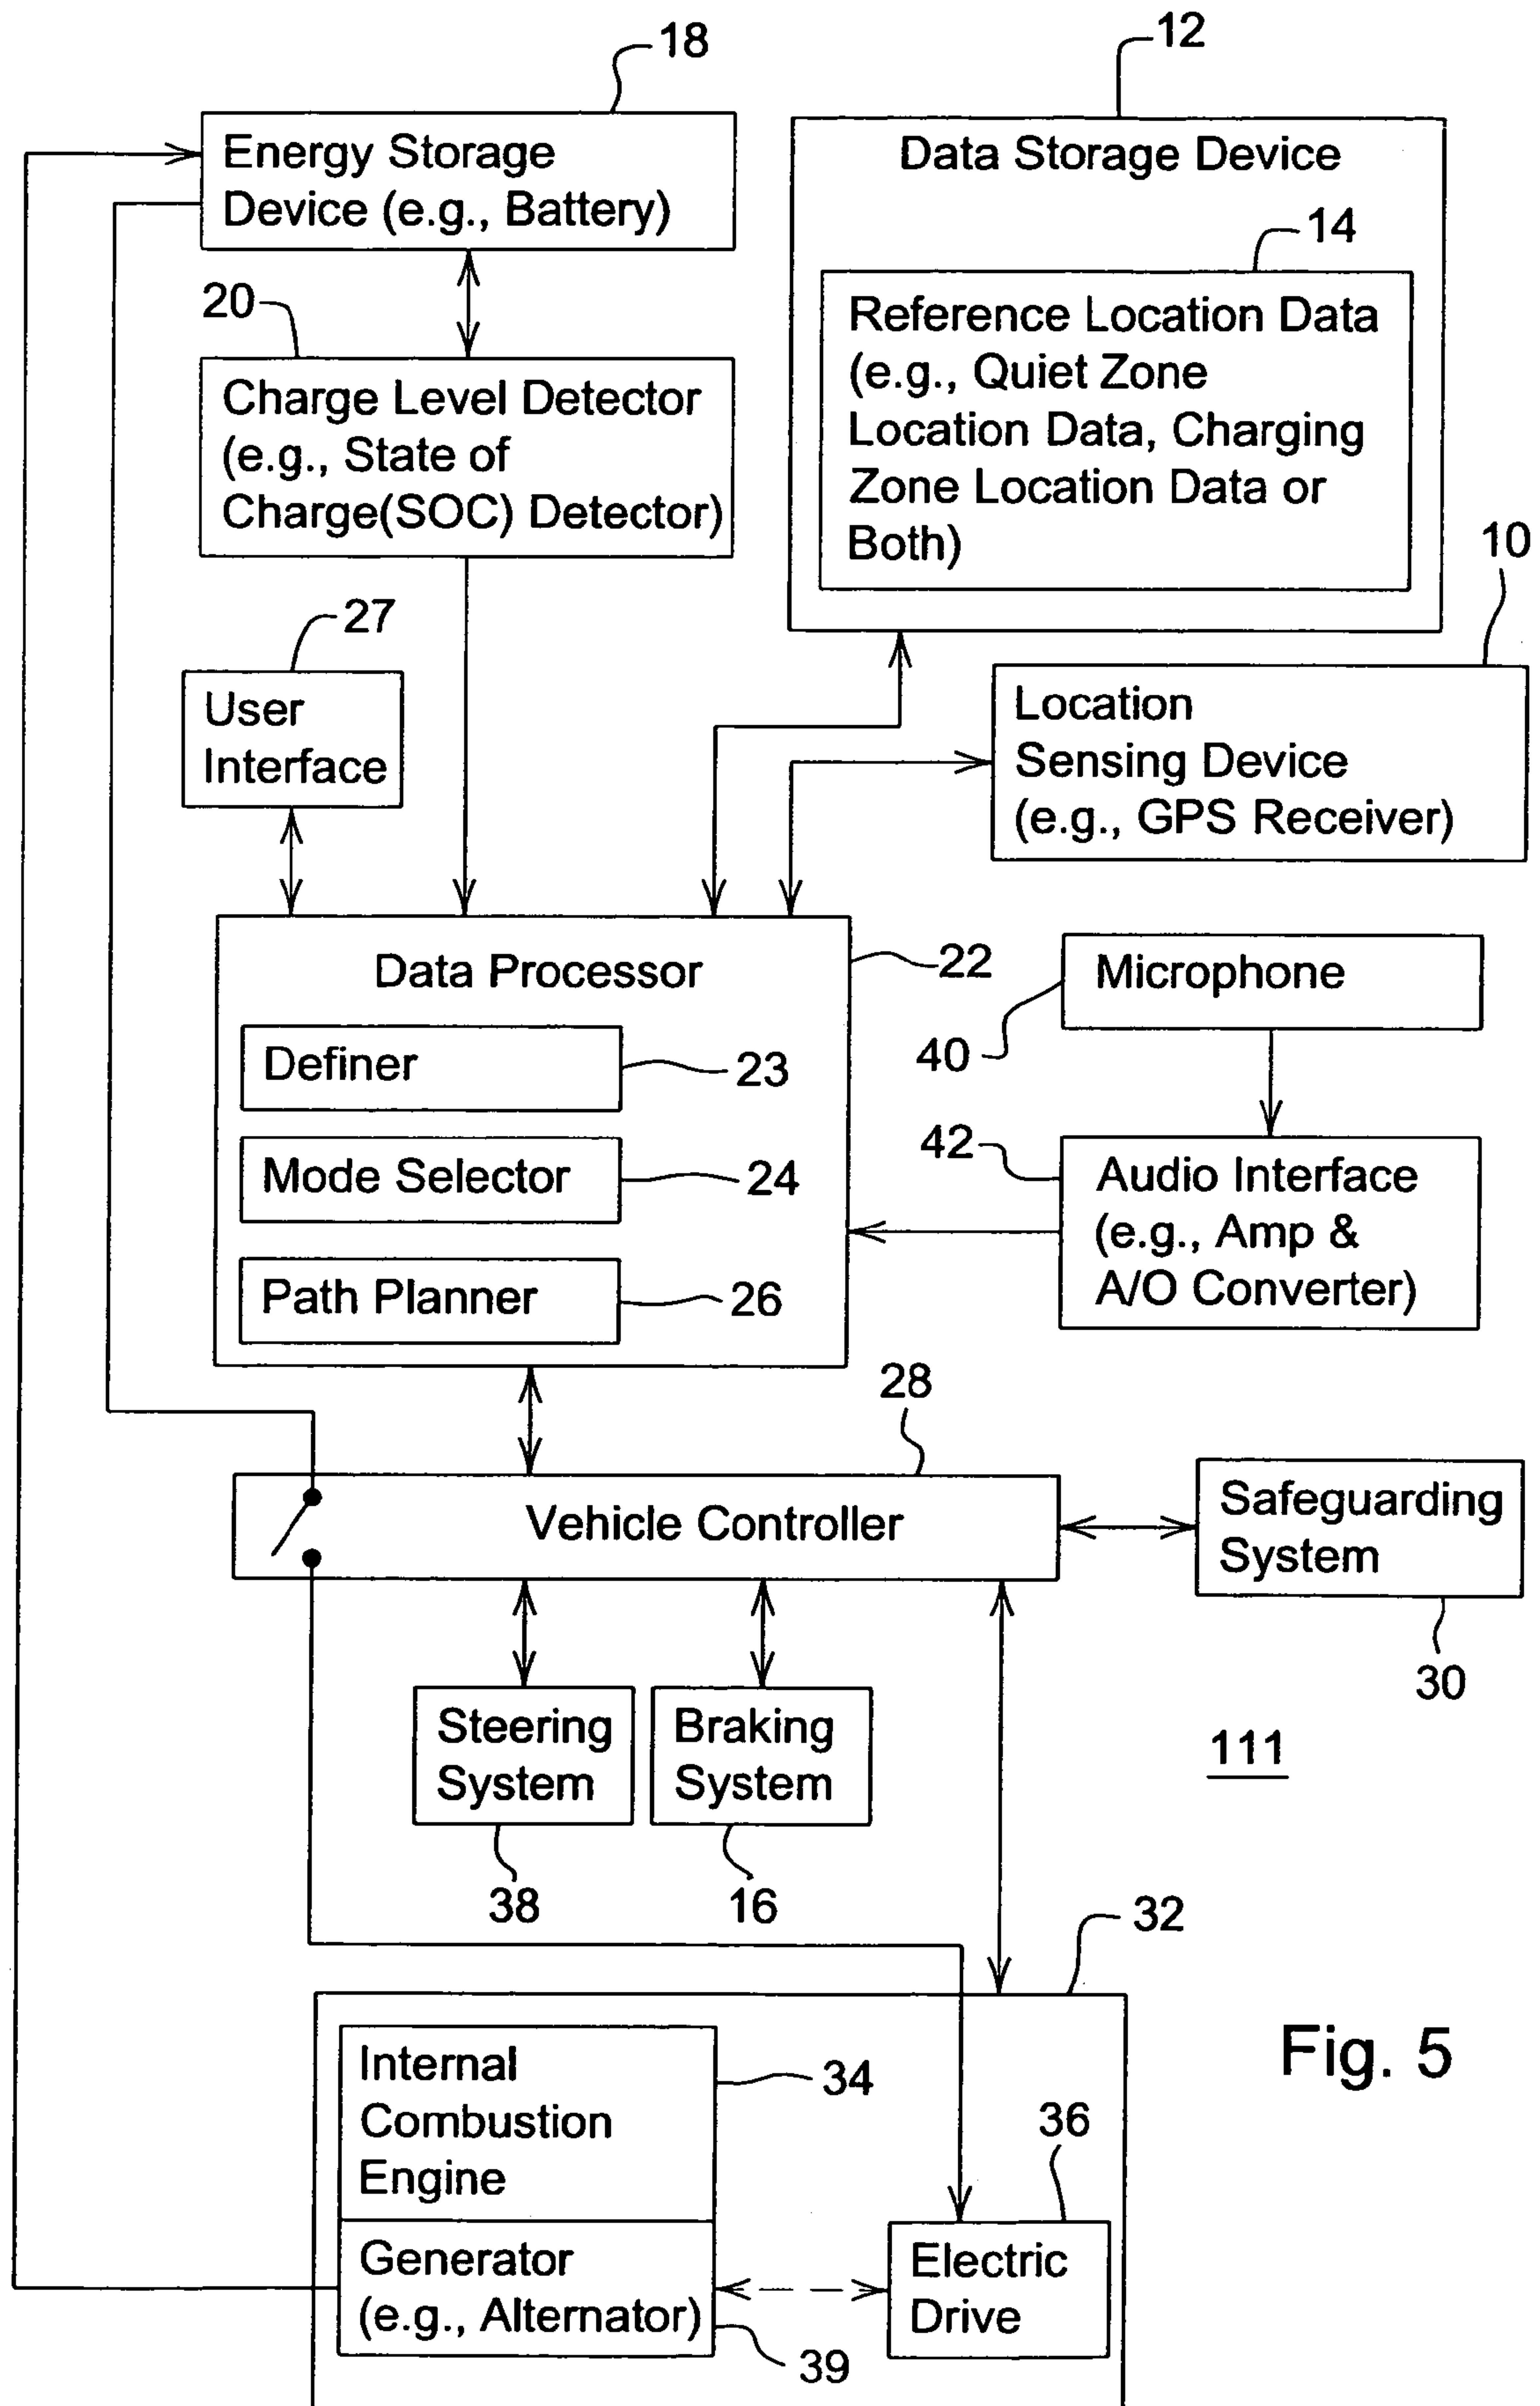 18
12
Energy Storage
Device (e.g., Battery)
Data Storage Device
14
Reference Location Data
(e.g., Quiet Zone
Location Data, Charging
Zone Location Data or
Both)
20
Charge Level Detector
(e.g., State of
Charge(SOC) Detector)
10
27
User
Interface
Location
Sensing Device
(e.g., GPS Receiver)
Data Processor
22
Definer
23
Mode Selector
24
Path Planner
26
Microphone
40
42
Audio Interface
(e.g., Amp &
A/O Converter)
28
Vehicle Controller
Safeguarding
System
30
Steering
System
Braking
System
38
16
111
32
Internal
Combustion
Engine
34
36
Generator
(e.g., Alternator)
39
Electric
Drive
Fig. 5